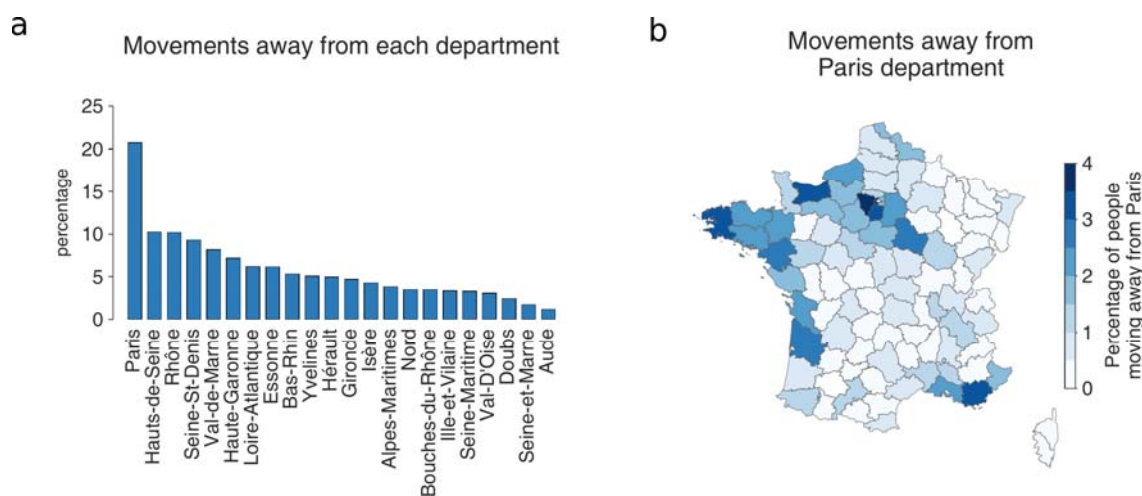 a
Movements away from each department
percentage
25
20
15
10
5
0
Paris
Hauts-de-Seine
Rhône
Seine-St-Denis
Val-de-Marne
Haute-Garonne
Loire-Atlantique
Essonne
Bas-Rhin
Yvelines
Hérault
Gironde
Isère
Alpes-Maritimes
Nord
Bouches-du-Rhône
Ille-et-Vilaine
Seine-Maritime
Val-D'Oise
Doubs
Seine-et-Marne
Aude
b
Movements away from
Paris department
4
3
2
1
0
Percentage of people
moving away from Paris